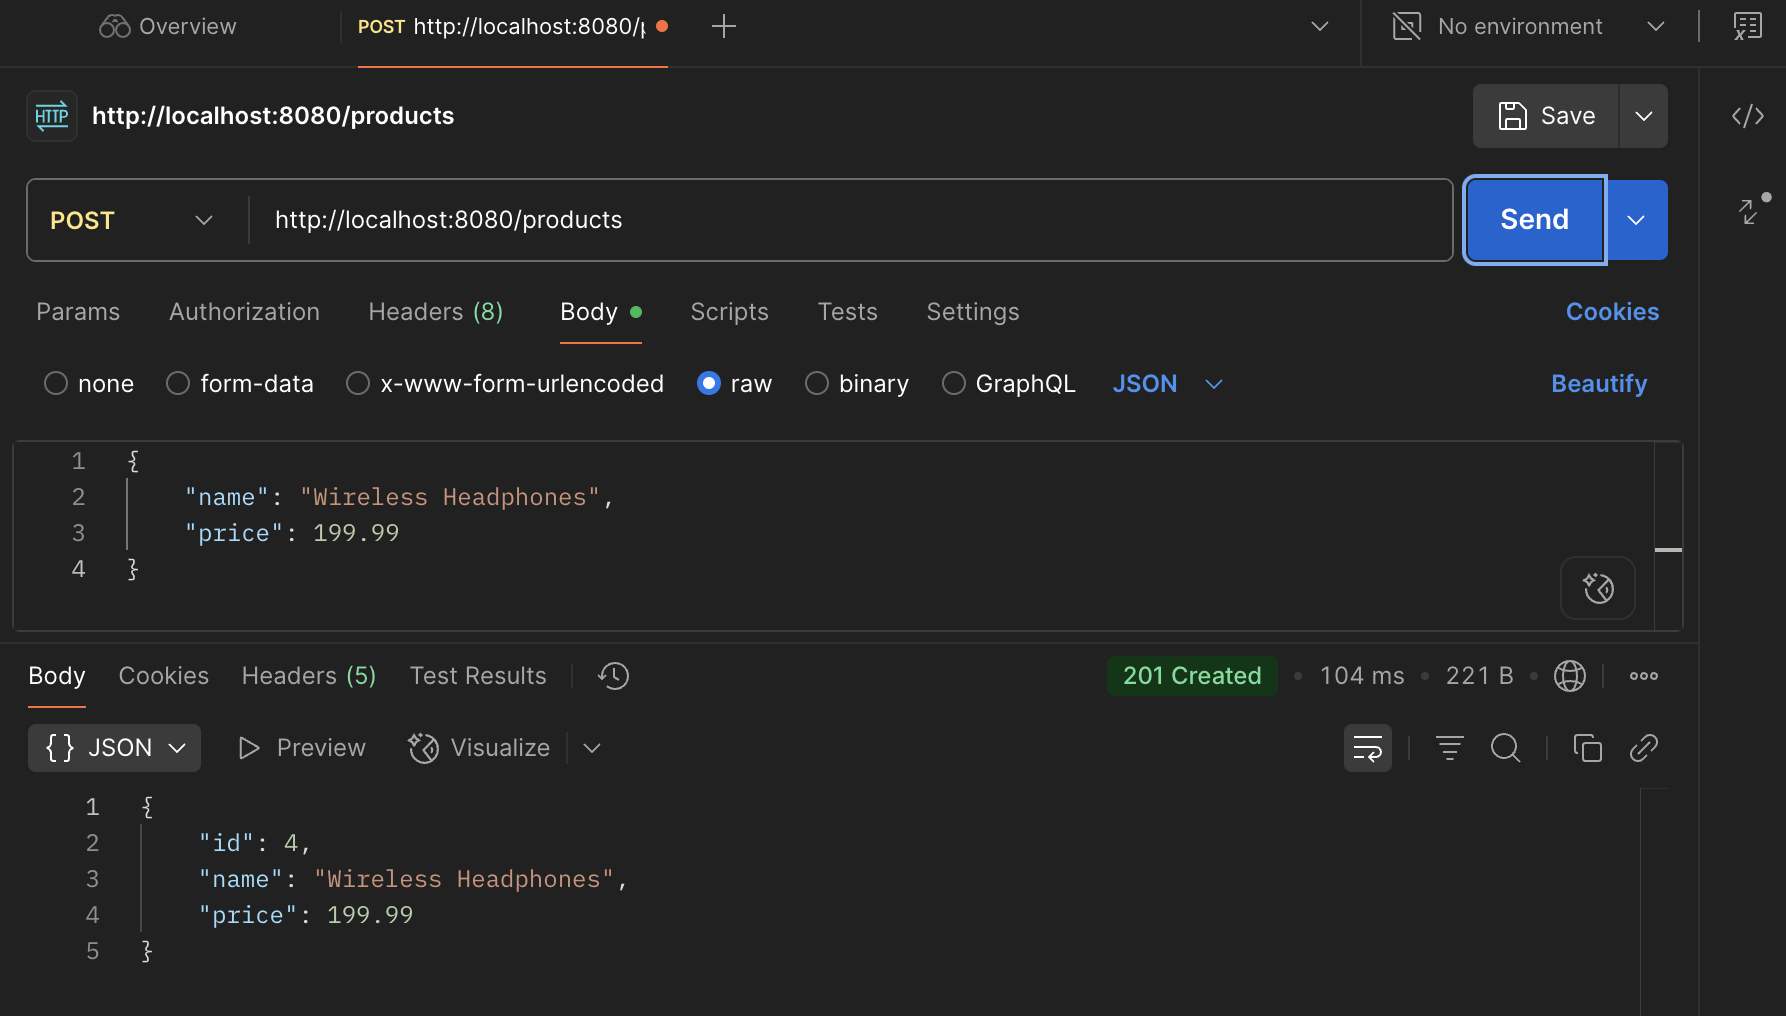 Overview
POST http://localhost:8080/
No environment
HTTP http://localhost:8080/products
Save
POST http://localhost:8080/products
Send
Params Authorization Headers (8) Body Scripts Tests Settings Cookies
none form-data x-www-form-urlencoded raw binary GraphQL JSON Beautify
1 {
2 "name": "Wireless Headphones",
3 "price": 199.99
4 }
Body Cookies Headers (5) Test Results 201 Created • 104 ms • 221 B •
{} JSON Preview Visualize
1 {
2 "id": 4,
3 "name": "Wireless Headphones",
4 "price": 199.99
5 }